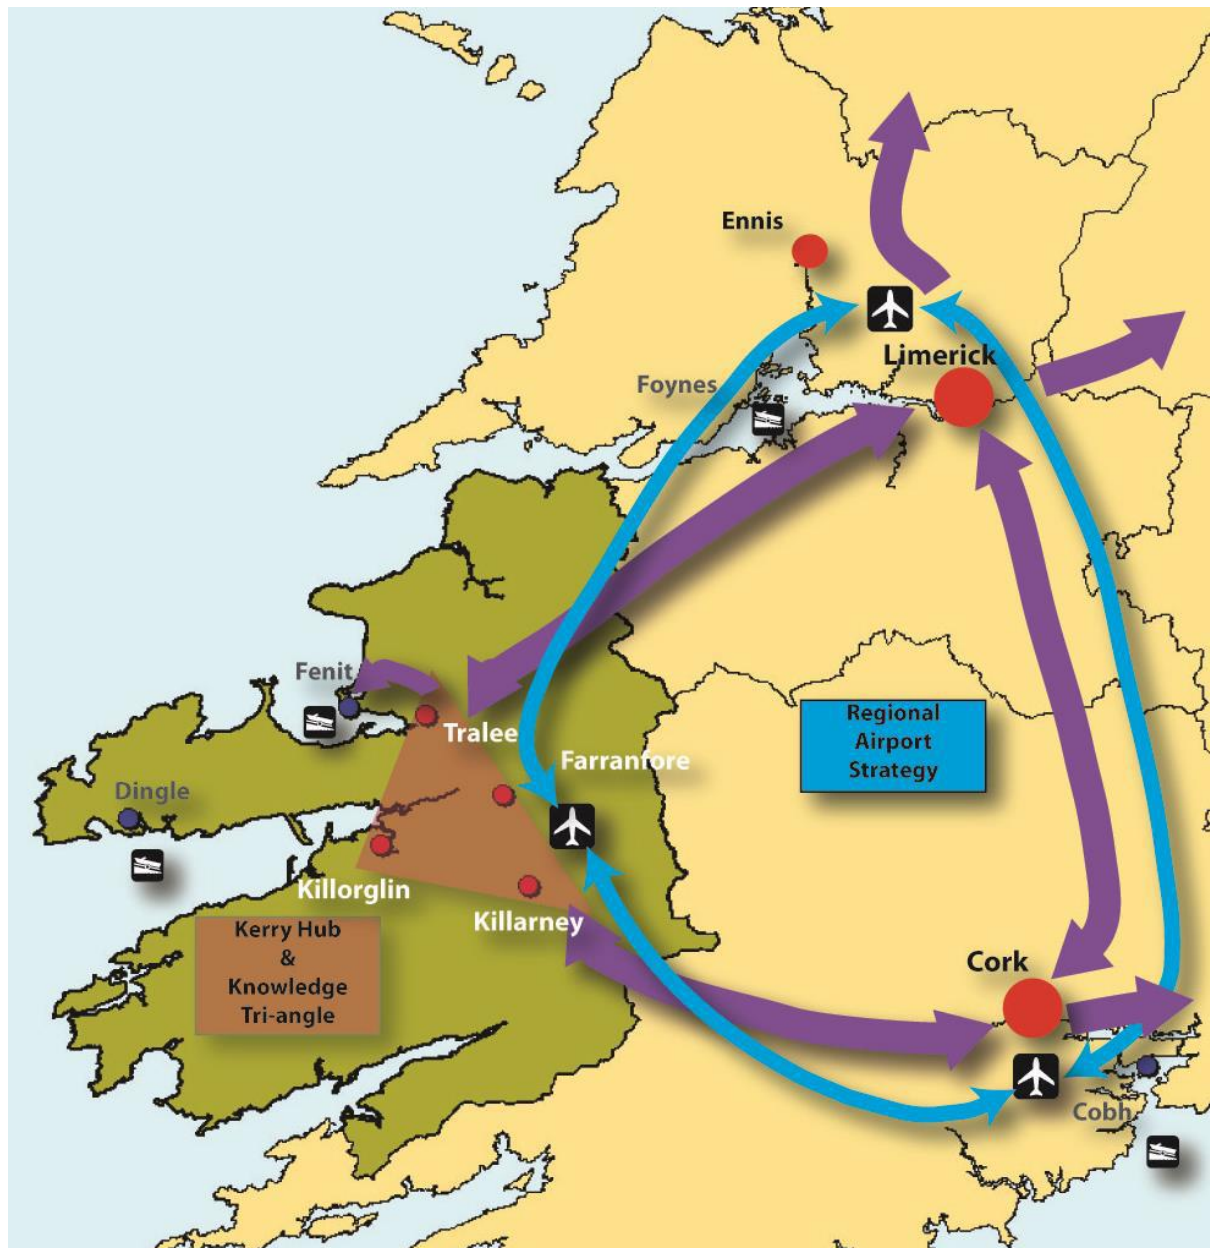 Ennis
Limerick
Foynes
Fenit
Tralee
Regional
Airport
Strategy
Farranfore
Dingle
Killorglin
Killarney
Kerry Hub
&
Knowledge
Tri-angle
Cork
Cobh